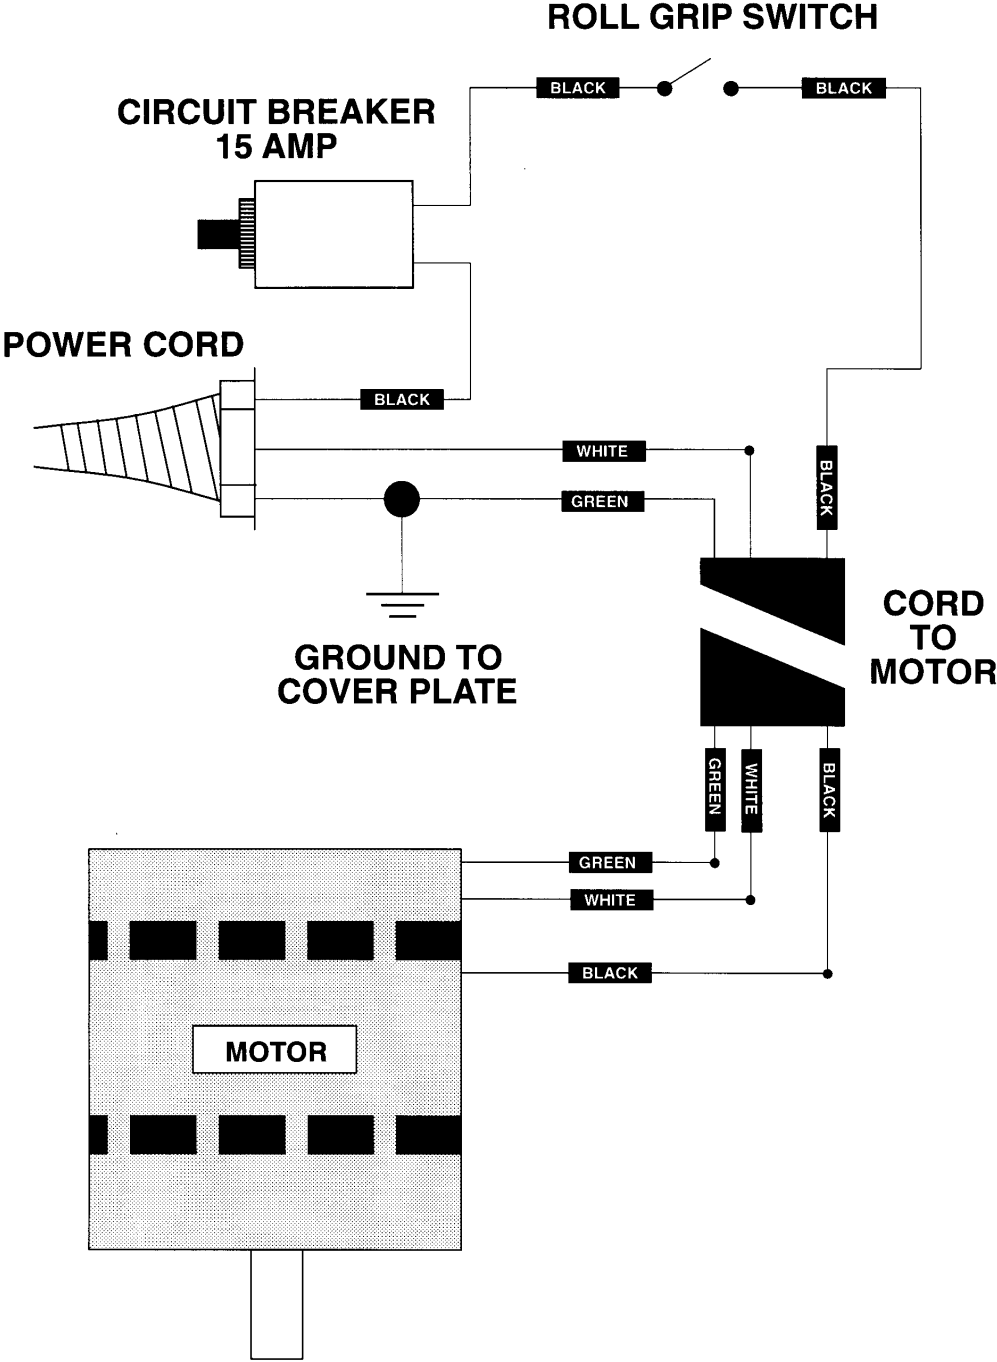 ROLL GRIP SWITCH
BLACK
BLACK
CIRCUIT BREAKER
15 AMP
POWER CORD
BLACK
WHITE
GREEN
BLACK
GROUND TO
COVER PLATE
CORD
TO
MOTOR
GREEN
WHITE
BLACK
GREEN
WHITE
BLACK
MOTOR